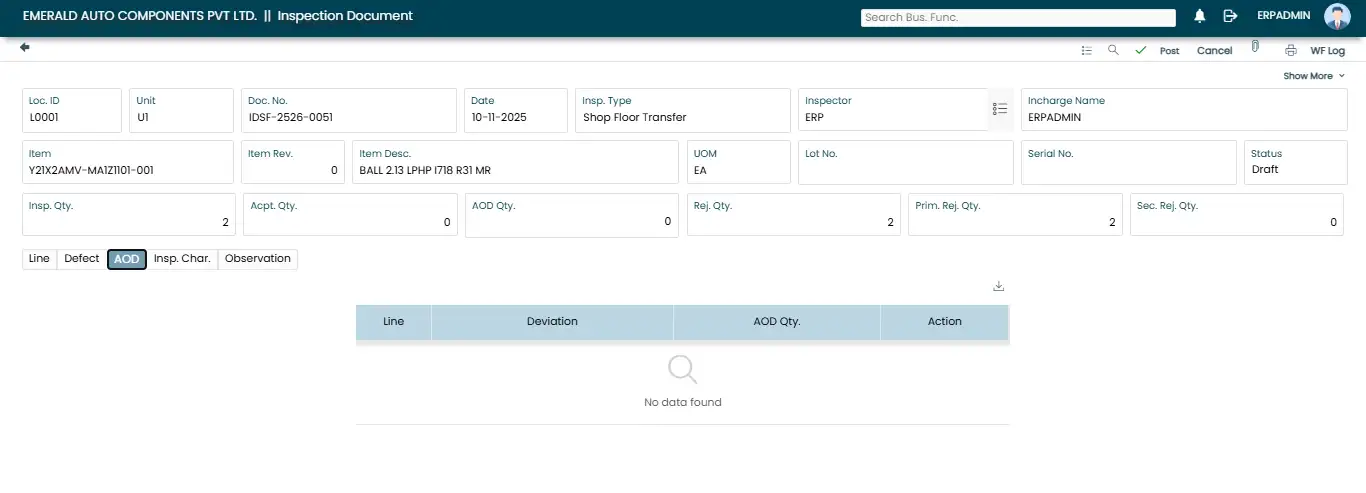 EMERALD AUTO COMPONENTS PVT LTD. || Inspection Document
Search Bus. Func.
ERPADMIN
Post Cancel WF Log
Show More
Loc. ID Unit Doc. No. Date Insp. Type Inspector Incharge Name
L0001 U1 IDSF-2526-0051 10-11-2025 Shop Floor Transfer ERP ERPADMIN
Item Item Rev. Item Desc. UOM Lot No. Serial No. Status
Y21X2AMV-MA1Z1101-001 0 BALL 2.13 LPHP I718 R31 MR EA Draft
Insp. Qty. Acpt. Qty. AOD Qty. Rej. Qty. Prim. Rej. Qty. Sec. Rej. Qty.
2 0 0 2 2 0
Line Defect AOD Insp. Char. Observation
Line Deviation AOD Qty. Action
No data found